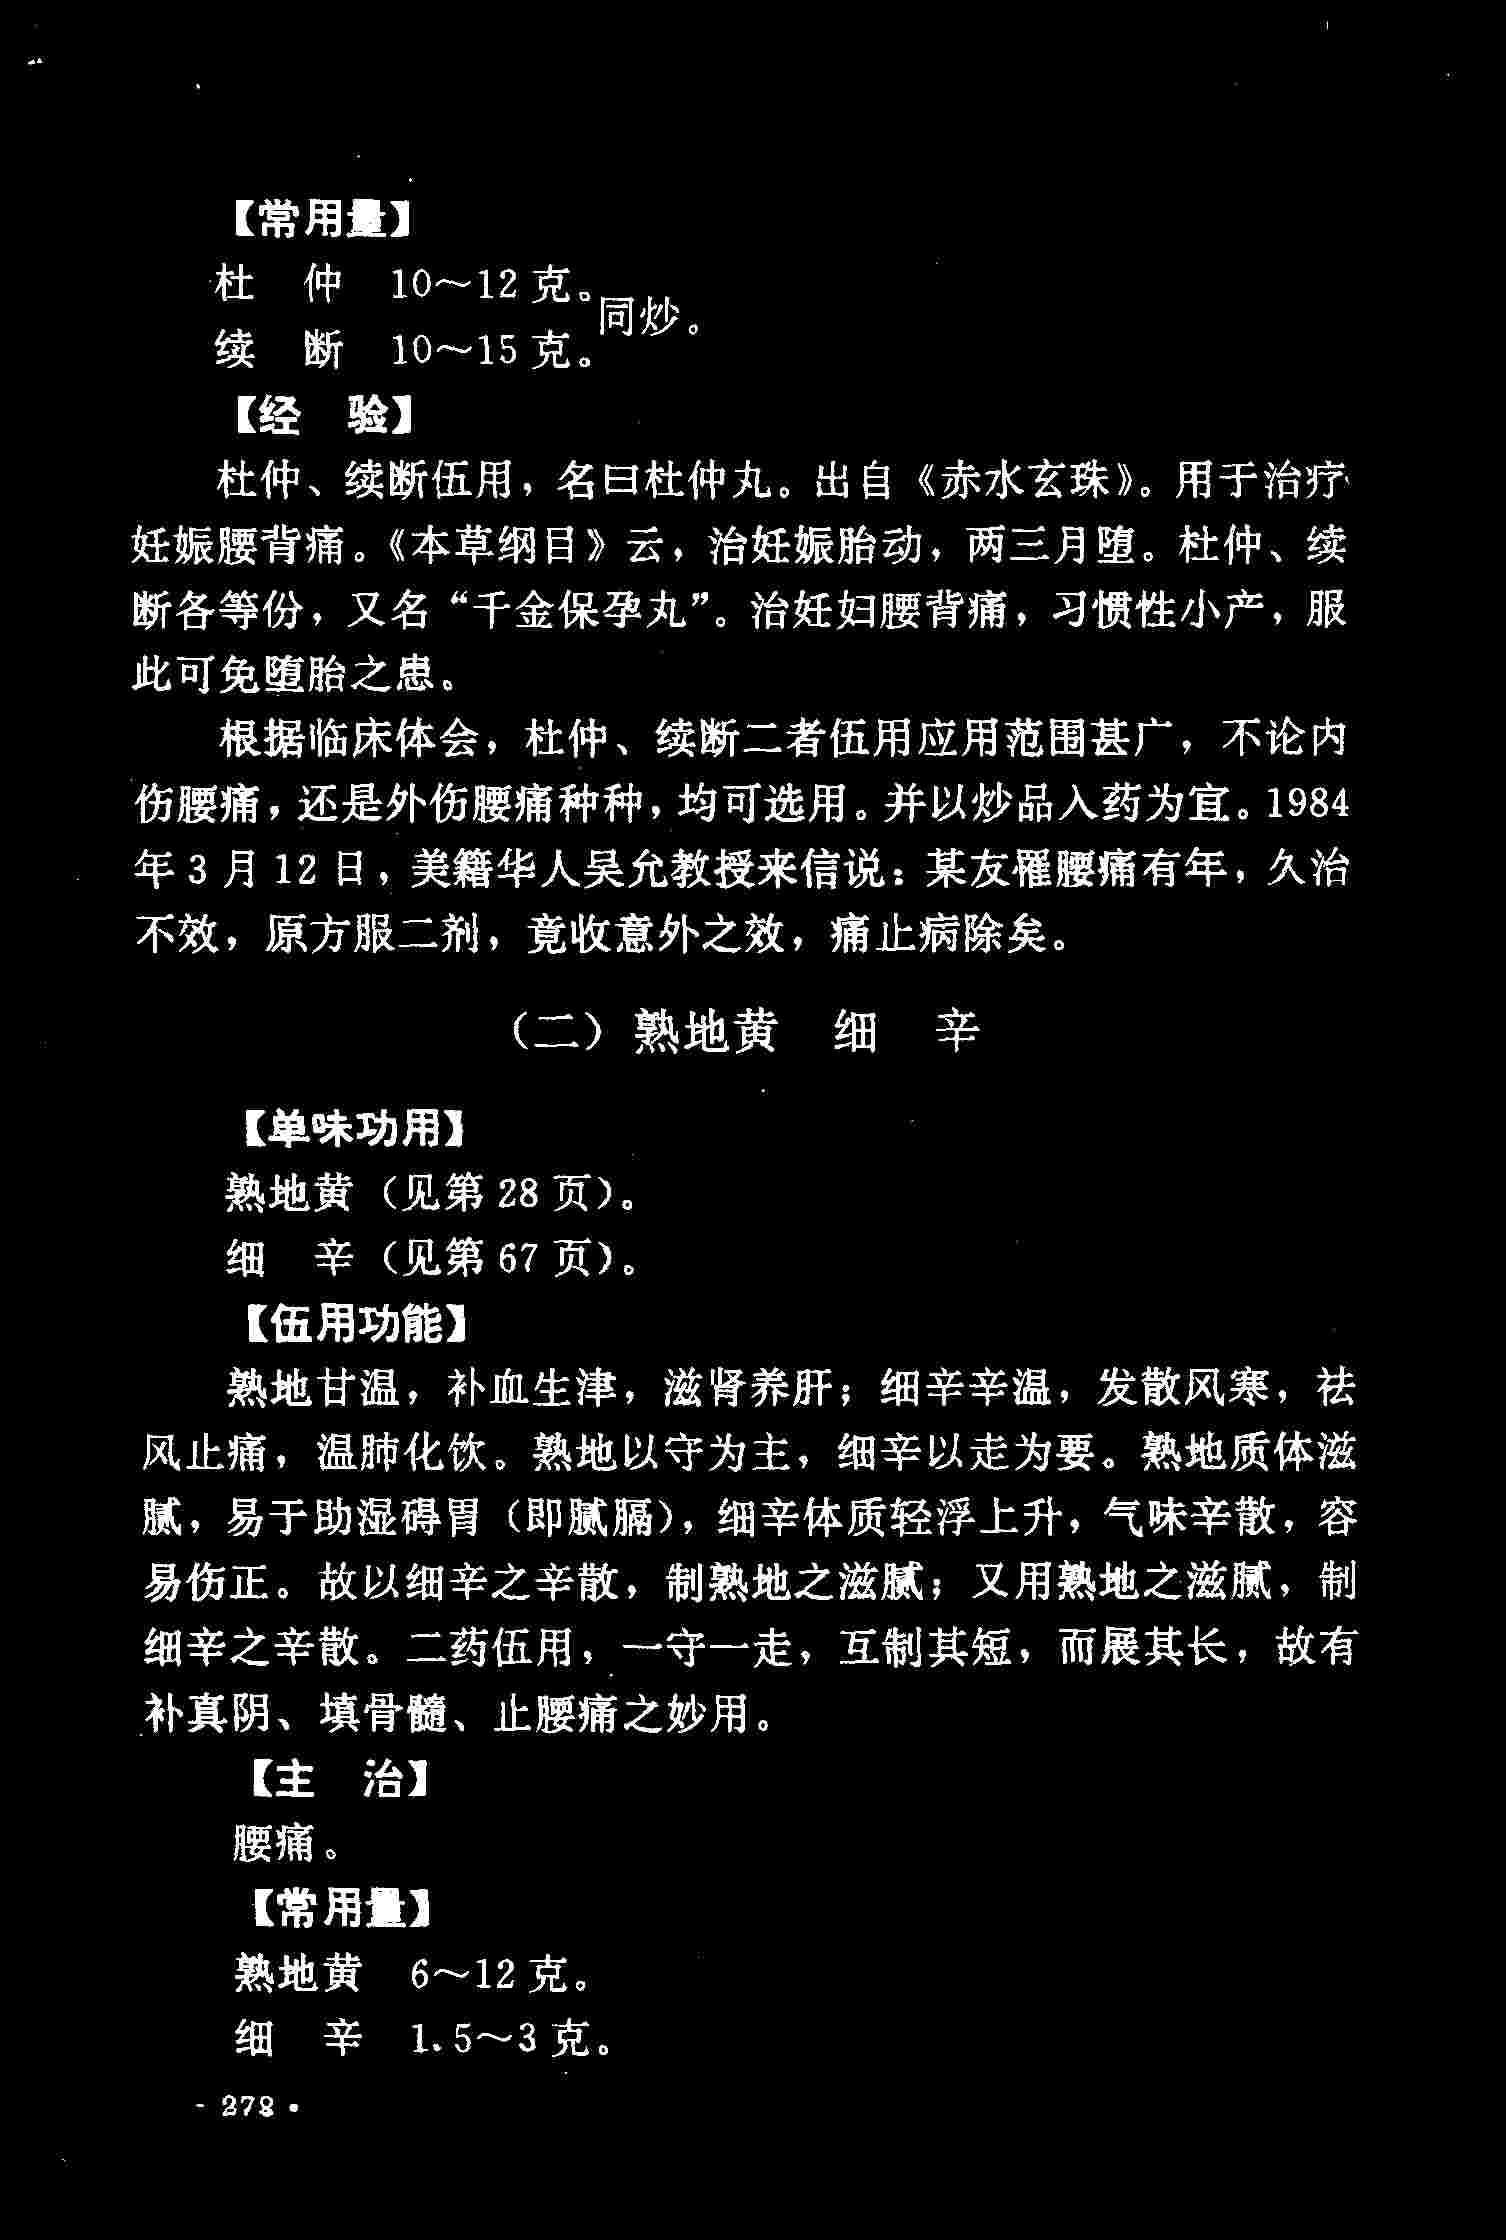 【常用量】
杜　仲　10～12 克。
同炒。
续　断　10～15 克。
【经　验】
杜仲、续断伍用，名曰杜仲丸。出自《赤水玄珠》。用于治疗
妊娠腰背痛。《本草纲目》云，治妊娠胎动，两三月堕。杜仲、续
断各等份，又名“千金保孕丸”。治妊妇腰背痛，习惯性小产，服
此可免堕胎之患。
根据临床体会，杜仲、续断二者伍用应用范围甚广，不论内
伤腰痛，还是外伤腰痛种种，均可选用。并以炒品入药为宜。1984
年 3 月 12 日，美籍华人吴允教授来信说：某友罹腰痛有年，久治
不效，原方服二剂，竟收意外之效，痛止病除矣。
（二）熟地黄　细　辛
【单味功用】
熟地黄（见第 28 页）。
细　辛（见第 67 页）。
【伍用功能】
熟地甘温，补血生津，滋肾养肝；细辛辛温，发散风寒，祛
风止痛，温肺化饮。熟地以守为主，细辛以走为要。熟地质体滋
腻，易于助湿碍胃（即腻膈），细辛体质轻浮上升，气味辛散，容
易伤正。故以细辛之辛散，制熟地之滋腻；又用熟地之滋腻，制
细辛之辛散。二药伍用，一守一走，互制其短，而展其长，故有
补真阴、填骨髓、止腰痛之妙用。
【主　治】
腰痛。
【常用量】
熟地黄　6～12 克。
细　辛　1.5～3 克。
· 278 ·